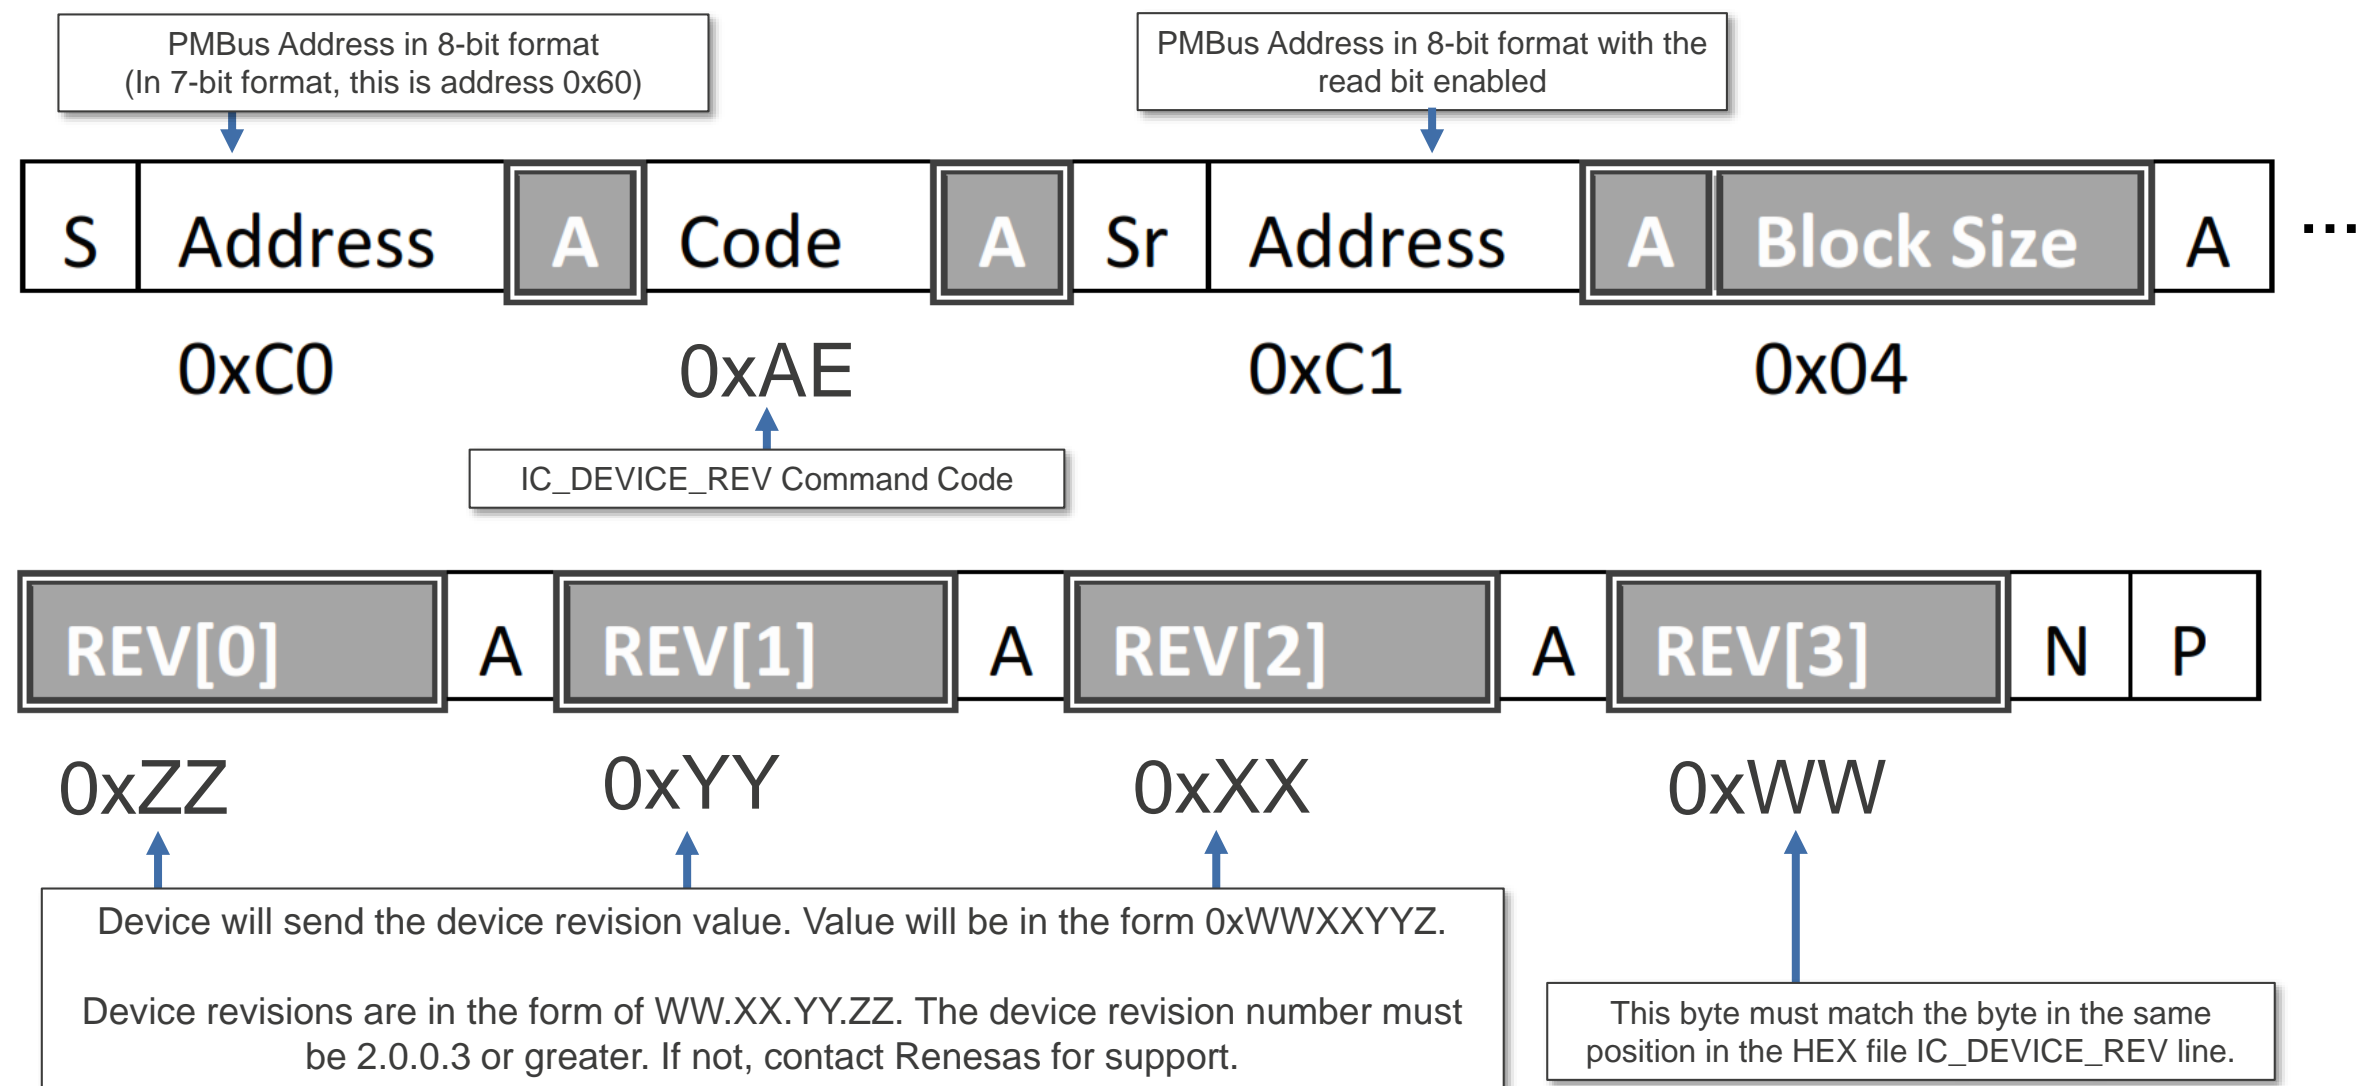 PMBus Address in 8-bit format
(In 7-bit format, this is address 0x60)
PMBus Address in 8-bit format with the
read bit enabled
S Address A Code A Sr Address A Block Size A ...
0xC0 0xAE 0xC1 0x04
IC_DEVICE_REV Command Code
REV[0] A REV[1] A REV[2] A REV[3] N P
0xZZ 0xYY 0xXX 0xWW
Device will send the device revision value. Value will be in the form 0xWWXXYYZ.
Device revisions are in the form of WW.XX.YY.ZZ. The device revision number must
be 2.0.0.3 or greater. If not, contact Renesas for support.
This byte must match the byte in the same
position in the HEX file IC_DEVICE_REV line.